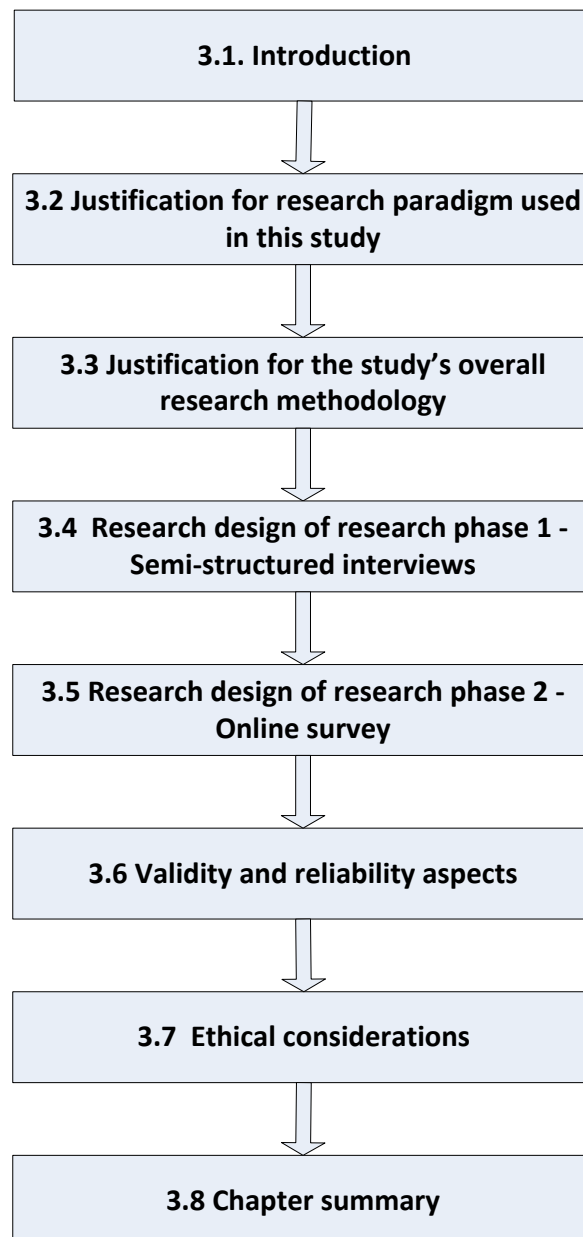 3.1. Introduction
3.2 Justification for research paradigm used
in this study
3.3 Justification for the study’s overall
research methodology
3.4  Research design of research phase 1 -
Semi-structured interviews
3.5 Research design of research phase 2 -
Online survey
3.6 Validity and reliability aspects
3.7  Ethical considerations
3.8 Chapter summary